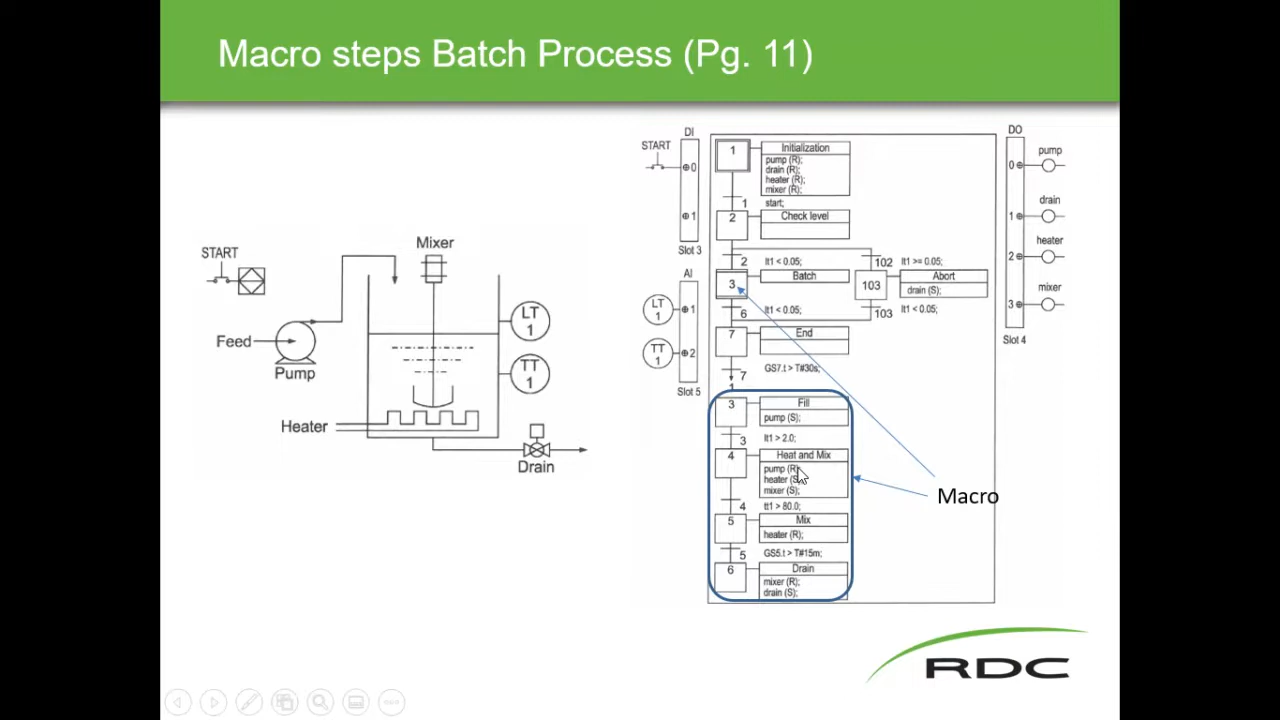 Macro steps Batch Process (Pg. 11)
START
Mixer
LT
1
TT
1
Feed
Pump
Heater
Drain
DI
START
0
1
Slot 3
AI
LT
1
1
TT
1
2
Slot 5
1
Initialization
pump (R);
drain (R);
heater (R);
mixer (R);
1
start;
2
Check level
2
lt1 < 0.05;
102
lt1 >= 0.05;
3
Batch
103
Abort
drain (S);
6
lt1 < 0.05;
103
lt1 < 0.05;
7
End
7
GS7.t > T#30s;
1
3
Fill
pump (S);
3
lt1 > 2.0;
4
Heat and Mix
pump (R)
heater (S
mixer (S);
4
tt1 > 80.0;
5
Mix
heater (R);
5
GS5.t > T#15m;
6
Drain
mixer (R);
drain (S);
DO
0
pump
1
drain
2
heater
3
mixer
Slot 4
Macro
RDC